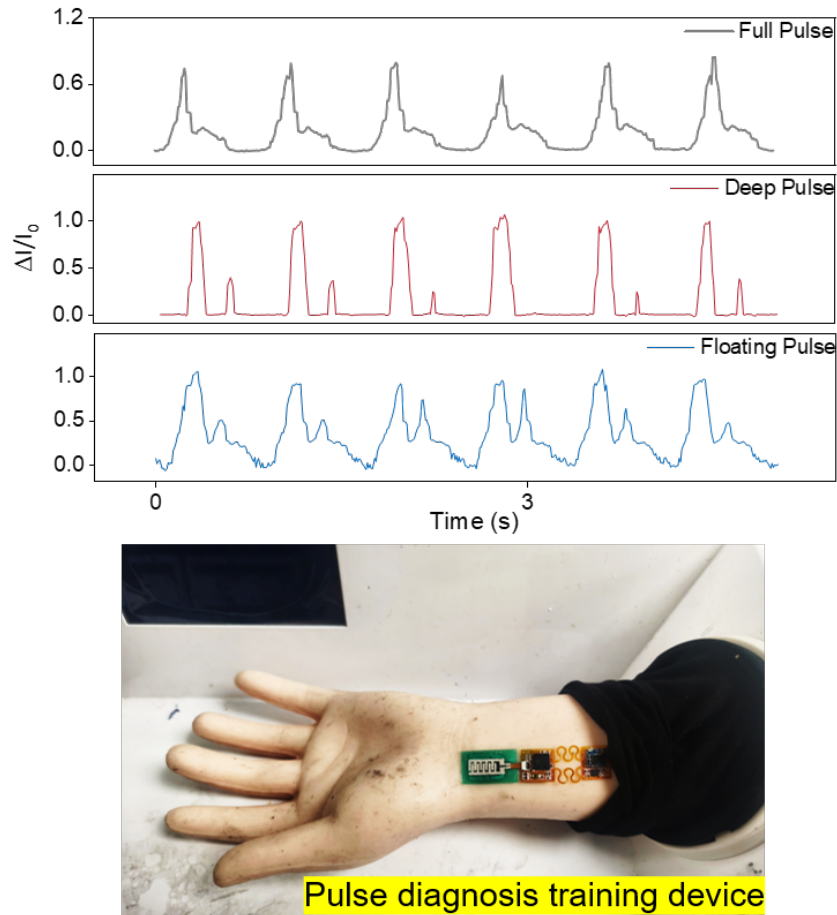 1.2
Full Pulse
0.6
0.0
Deep Pulse
1.0
0.5
0.0
ΔI/I₀
Floating Pulse
1.0
0.5
0.0
0
3
Time (s)
Pulse diagnosis training device